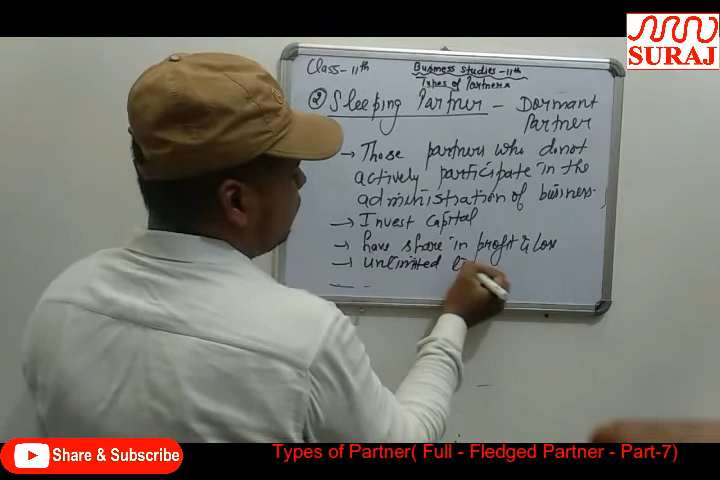 SURAJ
Class-11th
Business Studies-11th
Types of Partners
② Sleeping Partner - Dormant
Partner
→ Those partners who donot
actively participate in the
administration of business.
→ Invest Capital
→ have share in profit & loss
→ unlimited
Share & Subscribe
Types of Partner( Full - Fledged Partner - Part-7)